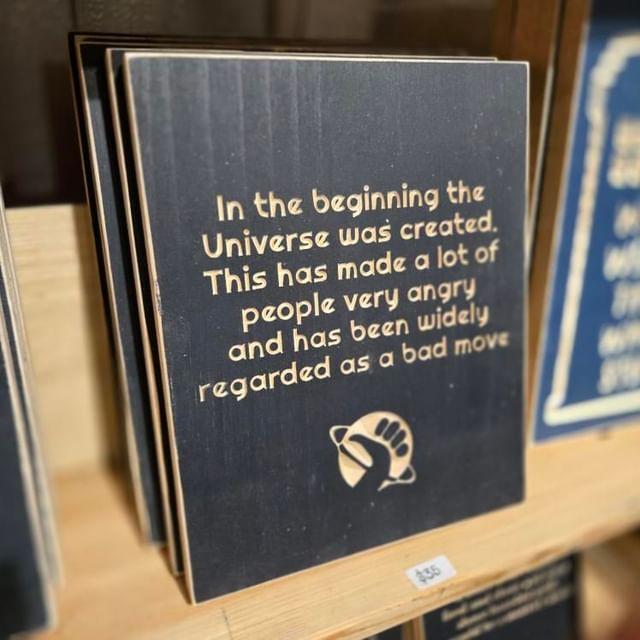 In the beginning the
Universe was created.
This has made a lot of
people very angry
and has been widely
regarded as a bad move
$35